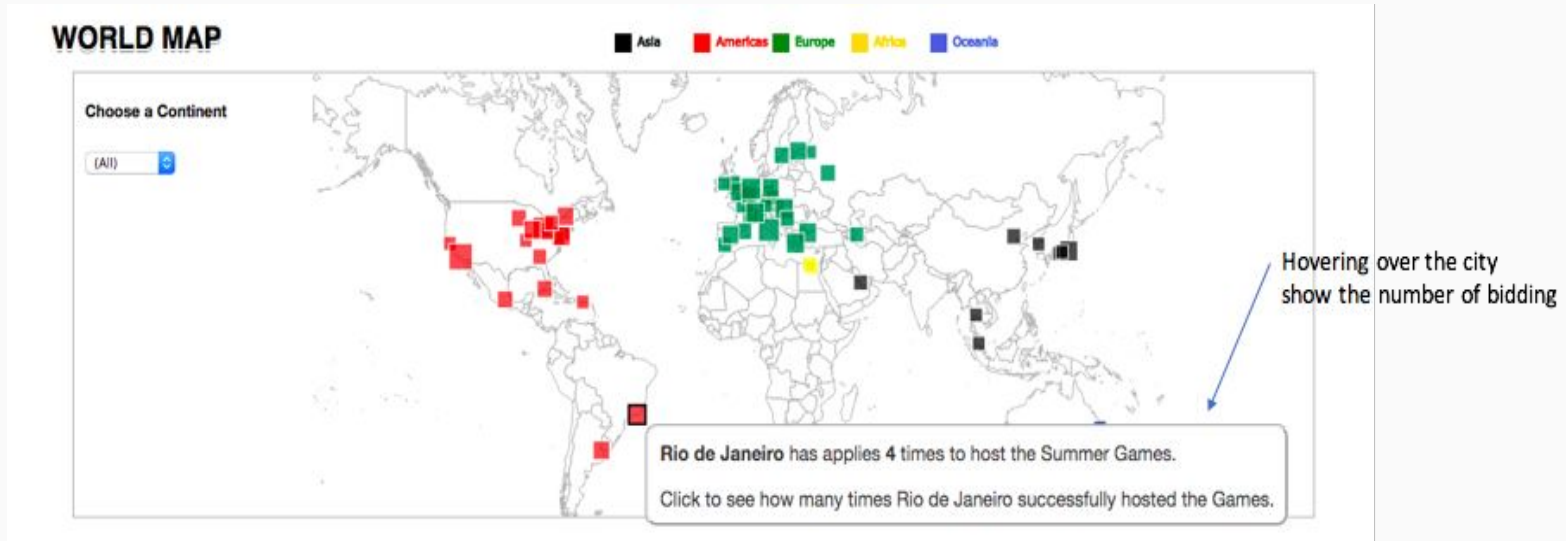 WORLD MAP
Asia Americas Europe Africa Oceania
Choose a Continent
(All)
Hovering over the city
show the number of bidding
Rio de Janeiro has applies 4 times to host the Summer Games.
Click to see how many times Rio de Janeiro successfully hosted the Games.